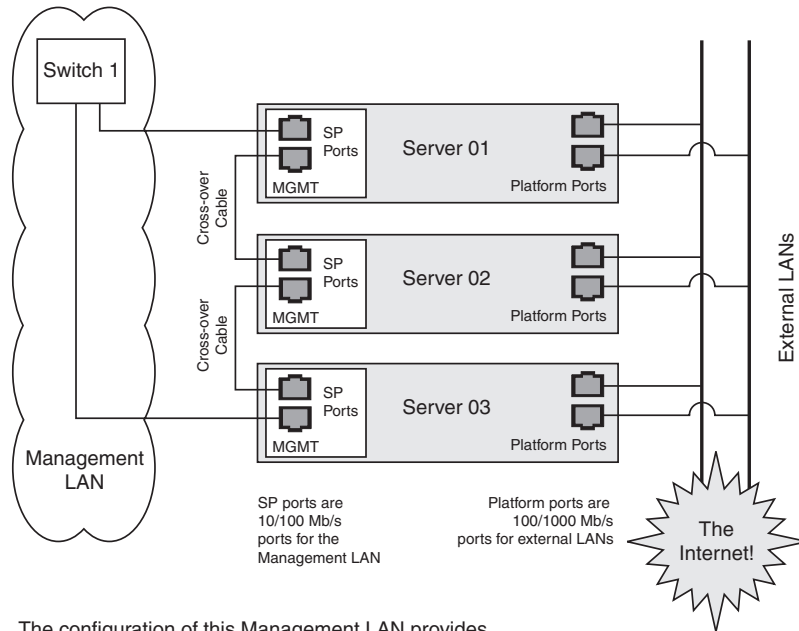 Switch 1
SP
Ports
MGMT
Server 01
Platform Ports
Cross-over
Cable
SP
Ports
MGMT
Server 02
Platform Ports
Cross-over
Cable
SP
Ports
MGMT
Server 03
Platform Ports
External LANs
Management
LAN
SP ports are
10/100 Mb/s
ports for the
Management LAN
Platform ports are
100/1000 Mb/s
ports for external LANs
The
Internet!
The configuration of this Management LAN provides